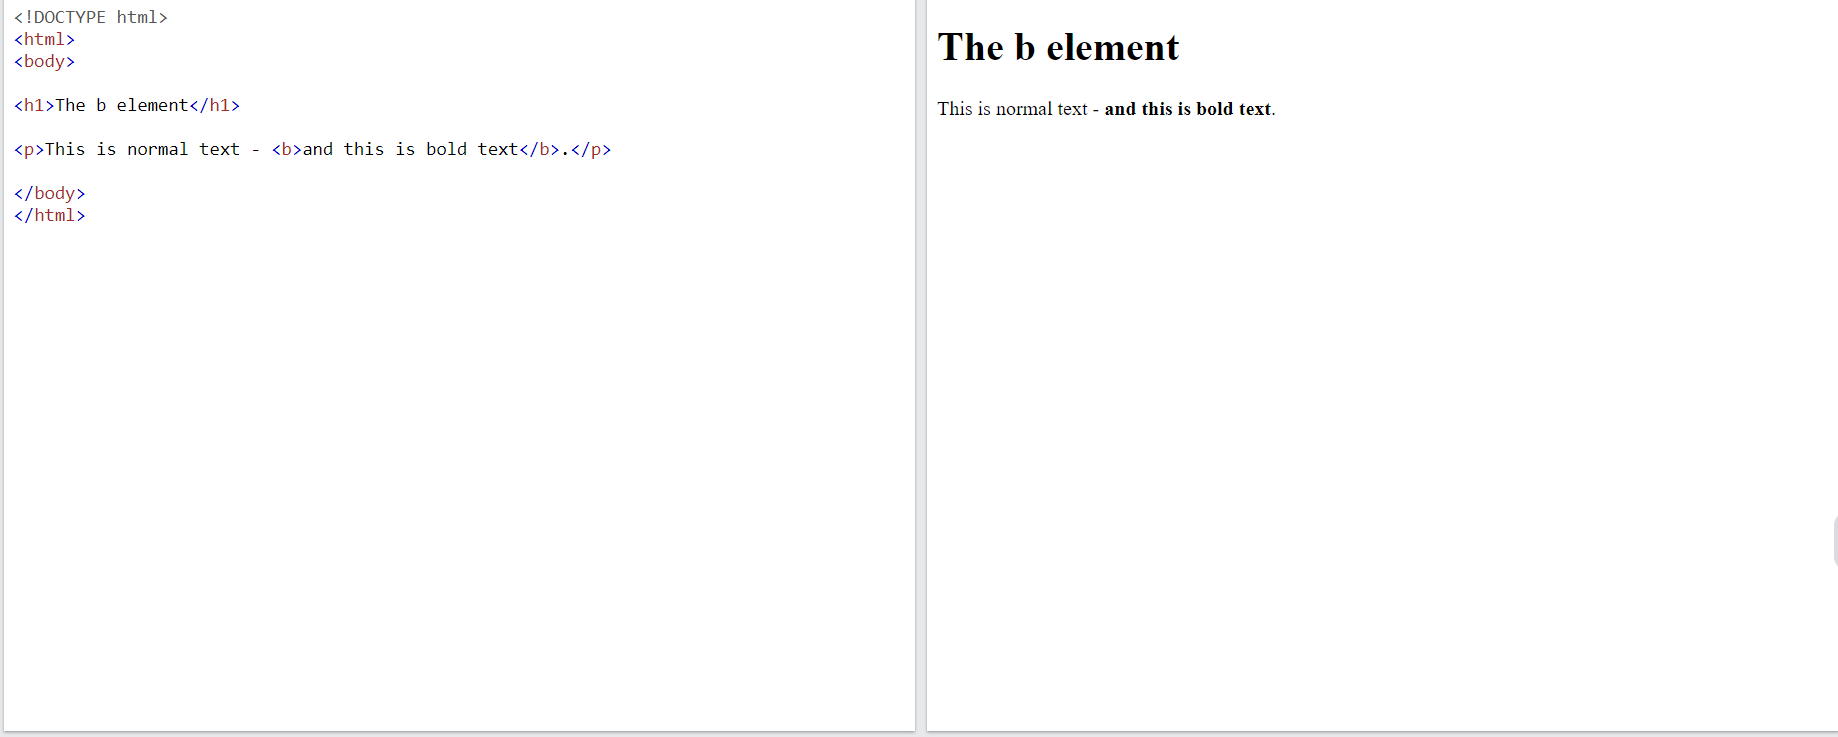 <!DOCTYPE html>
<html>
<body>
<h1>The b element</h1>
<p>This is normal text - <b>and this is bold text</b>.</p>
</body>
</html>
The b element
This is normal text - and this is bold text.